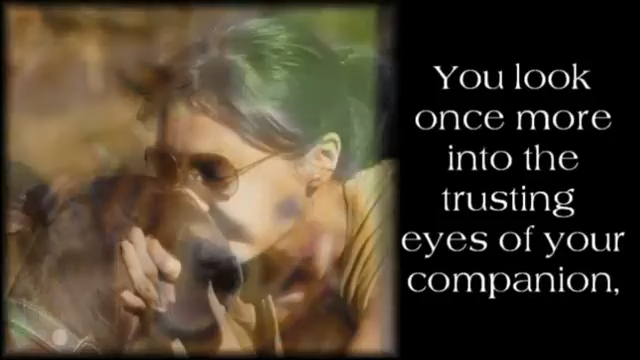 You look
once more
into the
trusting
eyes of your
companion,